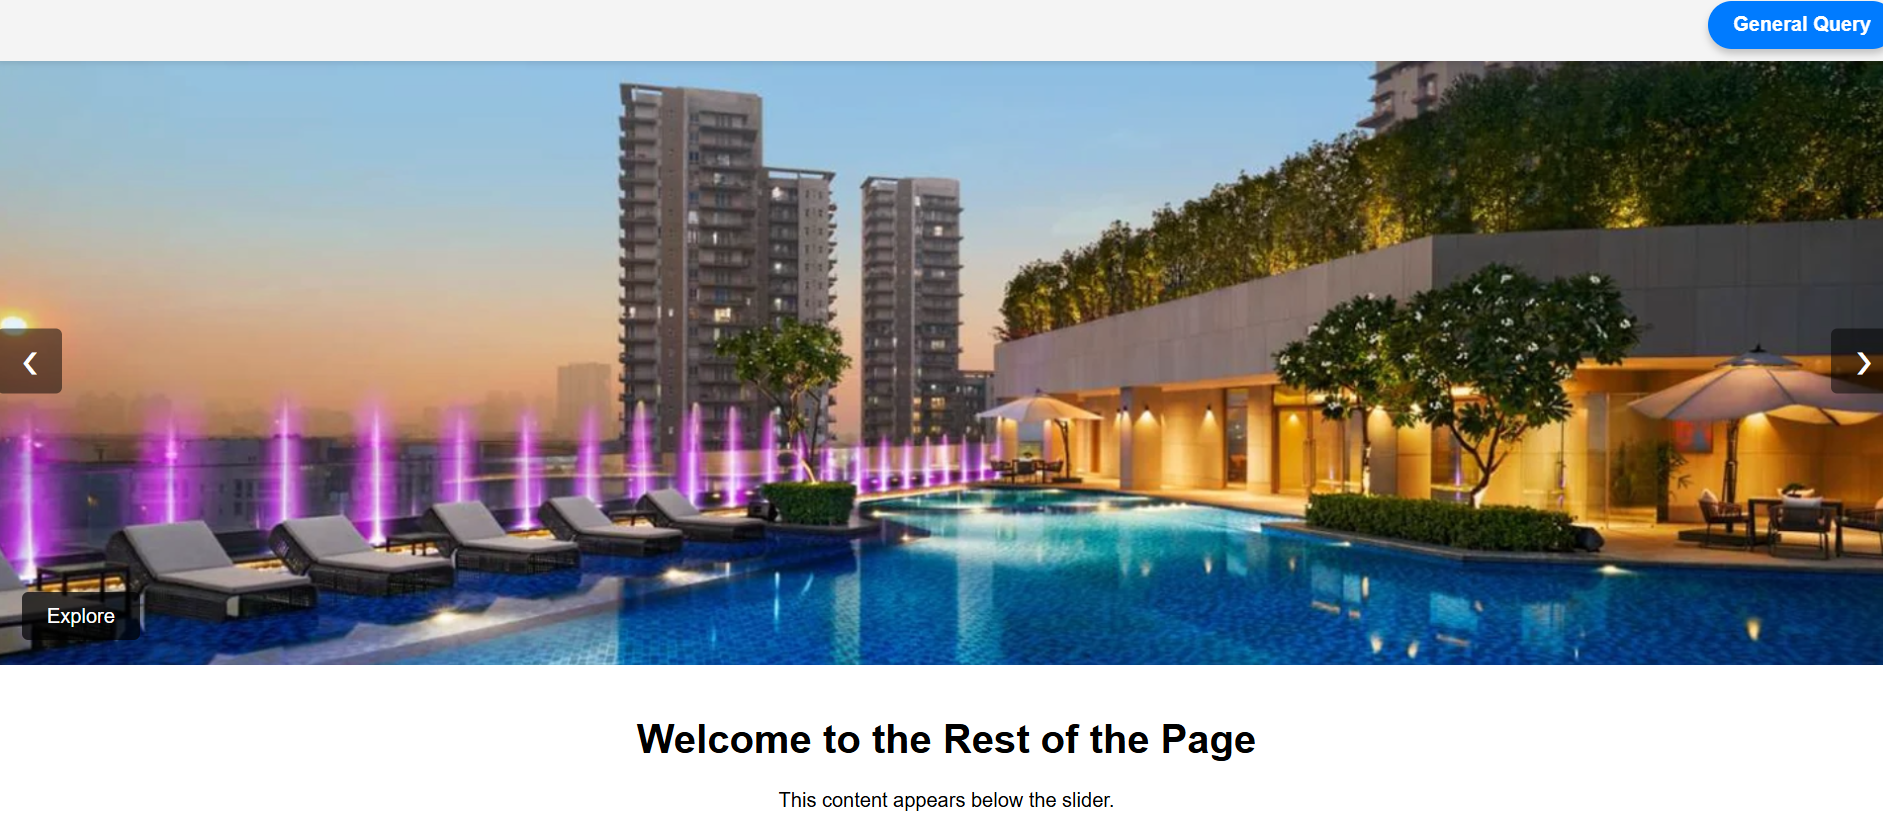 General Query
❮
❯
Explore
Welcome to the Rest of the Page
This content appears below the slider.